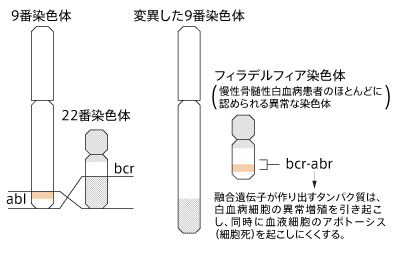 9番染色体
変異した9番染色体
フィラデルフィア染色体
(慢性骨髄性白血病患者のほとんどに
認められる異常な染色体)
22番染色体
bcr
abl
bcr-abr
融合遺伝子が作り出すタンパク質は、
白血病細胞の異常増殖を引き起こ
し、同時に血液細胞のアポトーシス
(細胞死)を起こしにくくする。